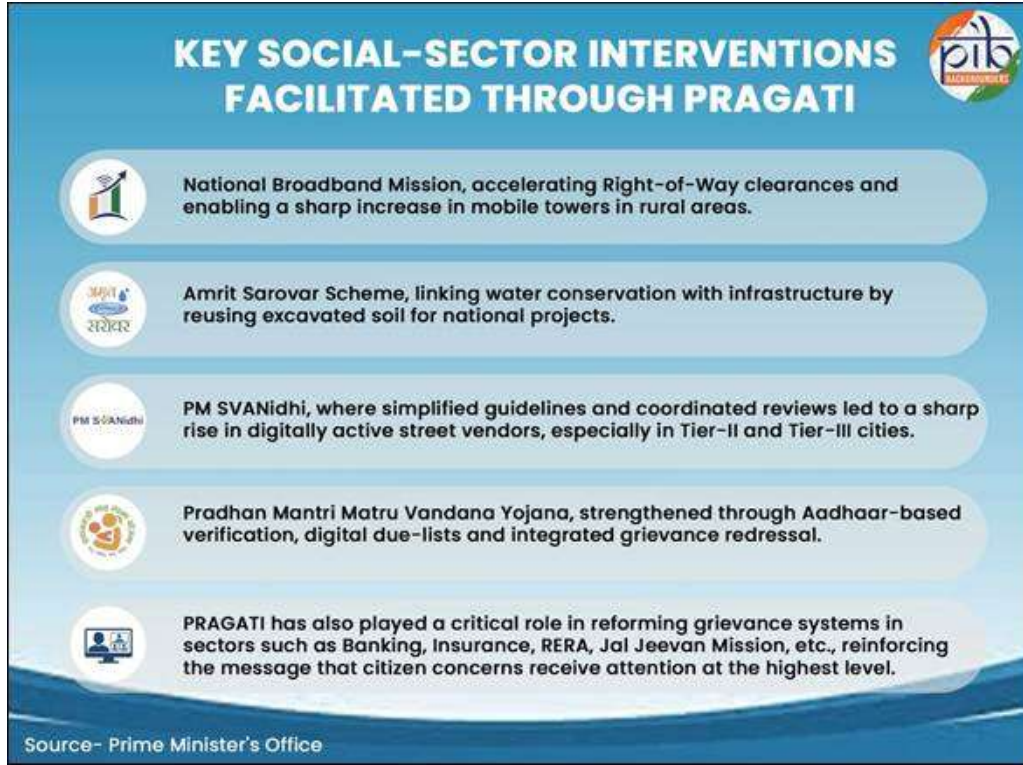 KEY SOCIAL-SECTOR INTERVENTIONS
FACILITATED THROUGH PRAGATI
pib
BACKGROUNDERS
National Broadband Mission, accelerating Right-of-Way clearances and
enabling a sharp increase in mobile towers in rural areas.
अमृत
सरोवर
Amrit Sarovar Scheme, linking water conservation with infrastructure by
reusing excavated soil for national projects.
PM SVANidhi
PM SVANidhi, where simplified guidelines and coordinated reviews led to a sharp
rise in digitally active street vendors, especially in Tier-II and Tier-III cities.
Pradhan Mantri Matru Vandana Yojana, strengthened through Aadhaar-based
verification, digital due-lists and integrated grievance redressal.
PRAGATI has also played a critical role in reforming grievance systems in
sectors such as Banking, Insurance, RERA, Jal Jeevan Mission, etc., reinforcing
the message that citizen concerns receive attention at the highest level.
Source- Prime Minister's Office